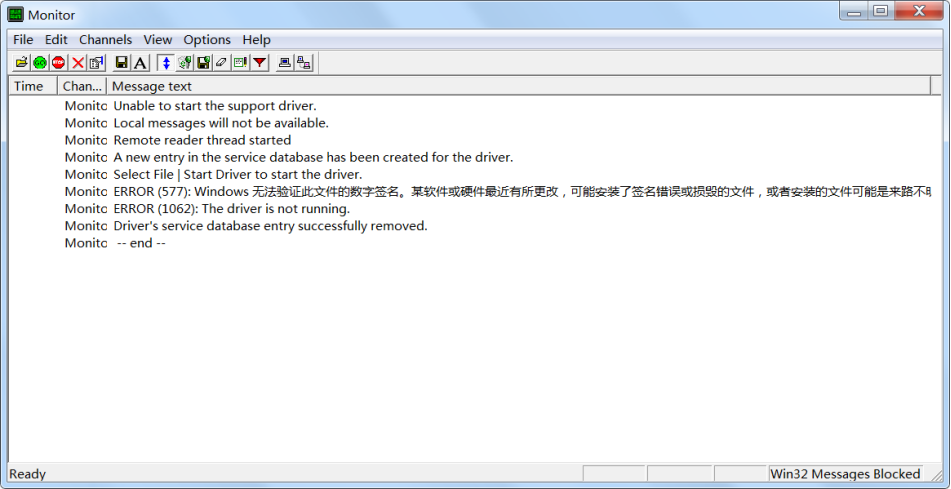 Monitor
File Edit Channels View Options Help
Time Chan... Message text
Monito Unable to start the support driver.
Monito Local messages will not be available.
Monito Remote reader thread started
Monito A new entry in the service database has been created for the driver.
Monito Select File | Start Driver to start the driver.
Monito ERROR (577): Windows 无法验证此文件的数字签名。某软件或硬件最近有所更改，可能安装了签名错误或损毁的文件，或者安装的文件可能是来路不明
Monito ERROR (1062): The driver is not running.
Monito Driver's service database entry successfully removed.
Monito -- end --
Ready Win32 Messages Blocked